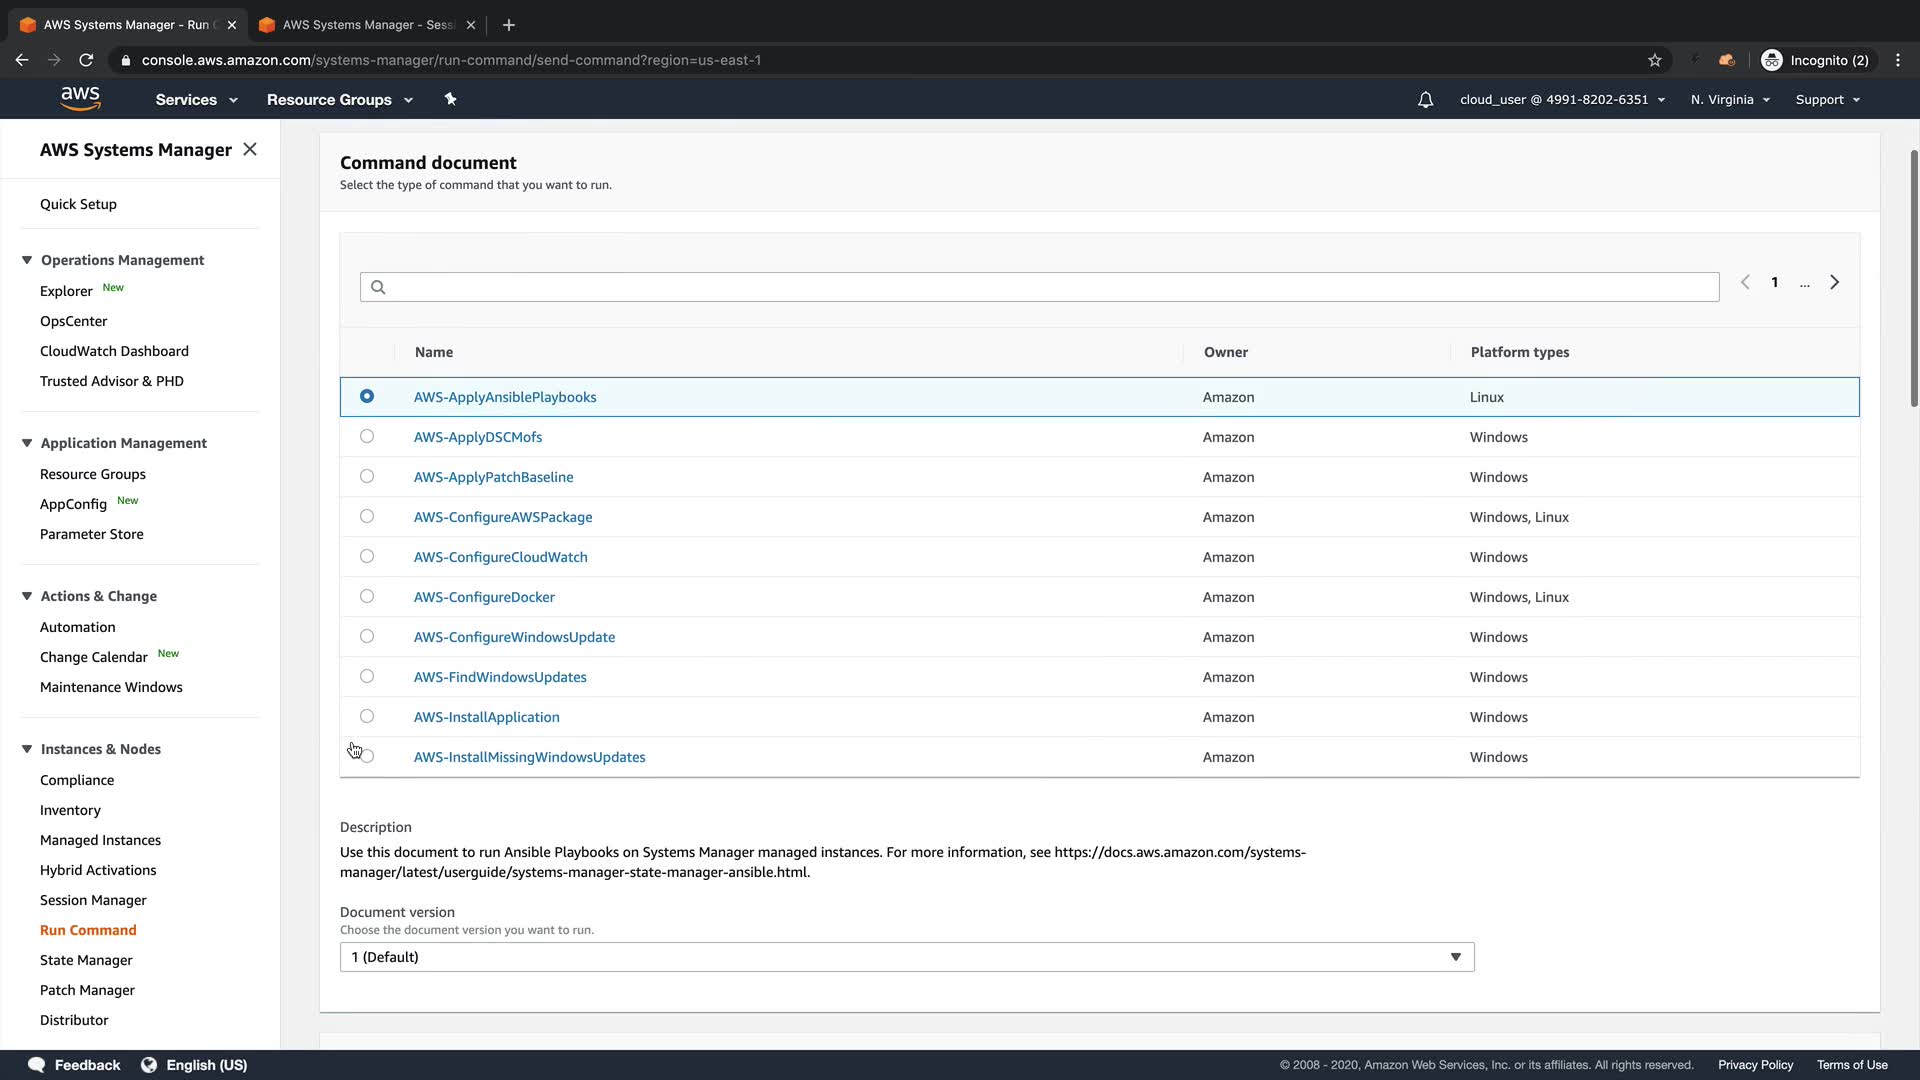 AWS Systems Manager - Run C
AWS Systems Manager - Sessi
console.aws.amazon.com/systems-manager/run-command/send-command?region=us-east-1
Incognito (2)
aws
Services
Resource Groups
cloud_user @ 4991-8202-6351
N. Virginia
Support
AWS Systems Manager
Quick Setup
Operations Management
Explorer New
OpsCenter
CloudWatch Dashboard
Trusted Advisor & PHD
Application Management
Resource Groups
AppConfig New
Parameter Store
Actions & Change
Automation
Change Calendar New
Maintenance Windows
Instances & Nodes
Compliance
Inventory
Managed Instances
Hybrid Activations
Session Manager
Run Command
State Manager
Patch Manager
Distributor
Command document
Select the type of command that you want to run.
1 ...
Name Owner Platform types
AWS-ApplyAnsiblePlaybooks Amazon Linux
AWS-ApplyDSCMofs Amazon Windows
AWS-ApplyPatchBaseline Amazon Windows
AWS-ConfigureAWSPackage Amazon Windows, Linux
AWS-ConfigureCloudWatch Amazon Windows
AWS-ConfigureDocker Amazon Windows, Linux
AWS-ConfigureWindowsUpdate Amazon Windows
AWS-FindWindowsUpdates Amazon Windows
AWS-InstallApplication Amazon Windows
AWS-InstallMissingWindowsUpdates Amazon Windows
Description
Use this document to run Ansible Playbooks on Systems Manager managed instances. For more information, see https://docs.aws.amazon.com/systems-
manager/latest/userguide/systems-manager-state-manager-ansible.html.
Document version
Choose the document version you want to run.
1 (Default)
Feedback
English (US)
© 2008 - 2020, Amazon Web Services, Inc. or its affiliates. All rights reserved.
Privacy Policy
Terms of Use